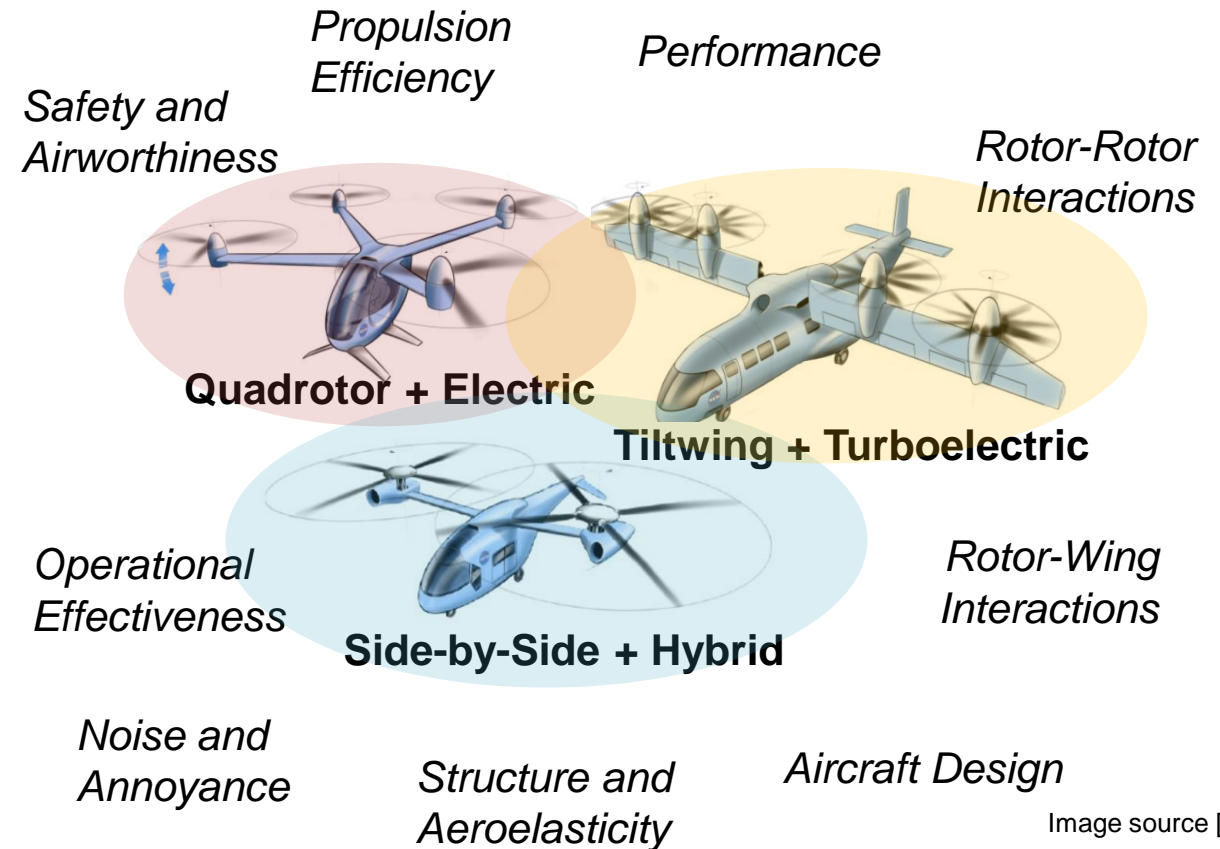 Propulsion
Efficiency
Performance
Safety and
Airworthiness
Rotor-Rotor
Interactions
Quadrotor + Electric
Tiltwing + Turboelectric
Operational
Effectiveness
Rotor-Wing
Interactions
Side-by-Side + Hybrid
Noise and
Annoyance
Structure and
Aeroelasticity
Aircraft Design
Image source [